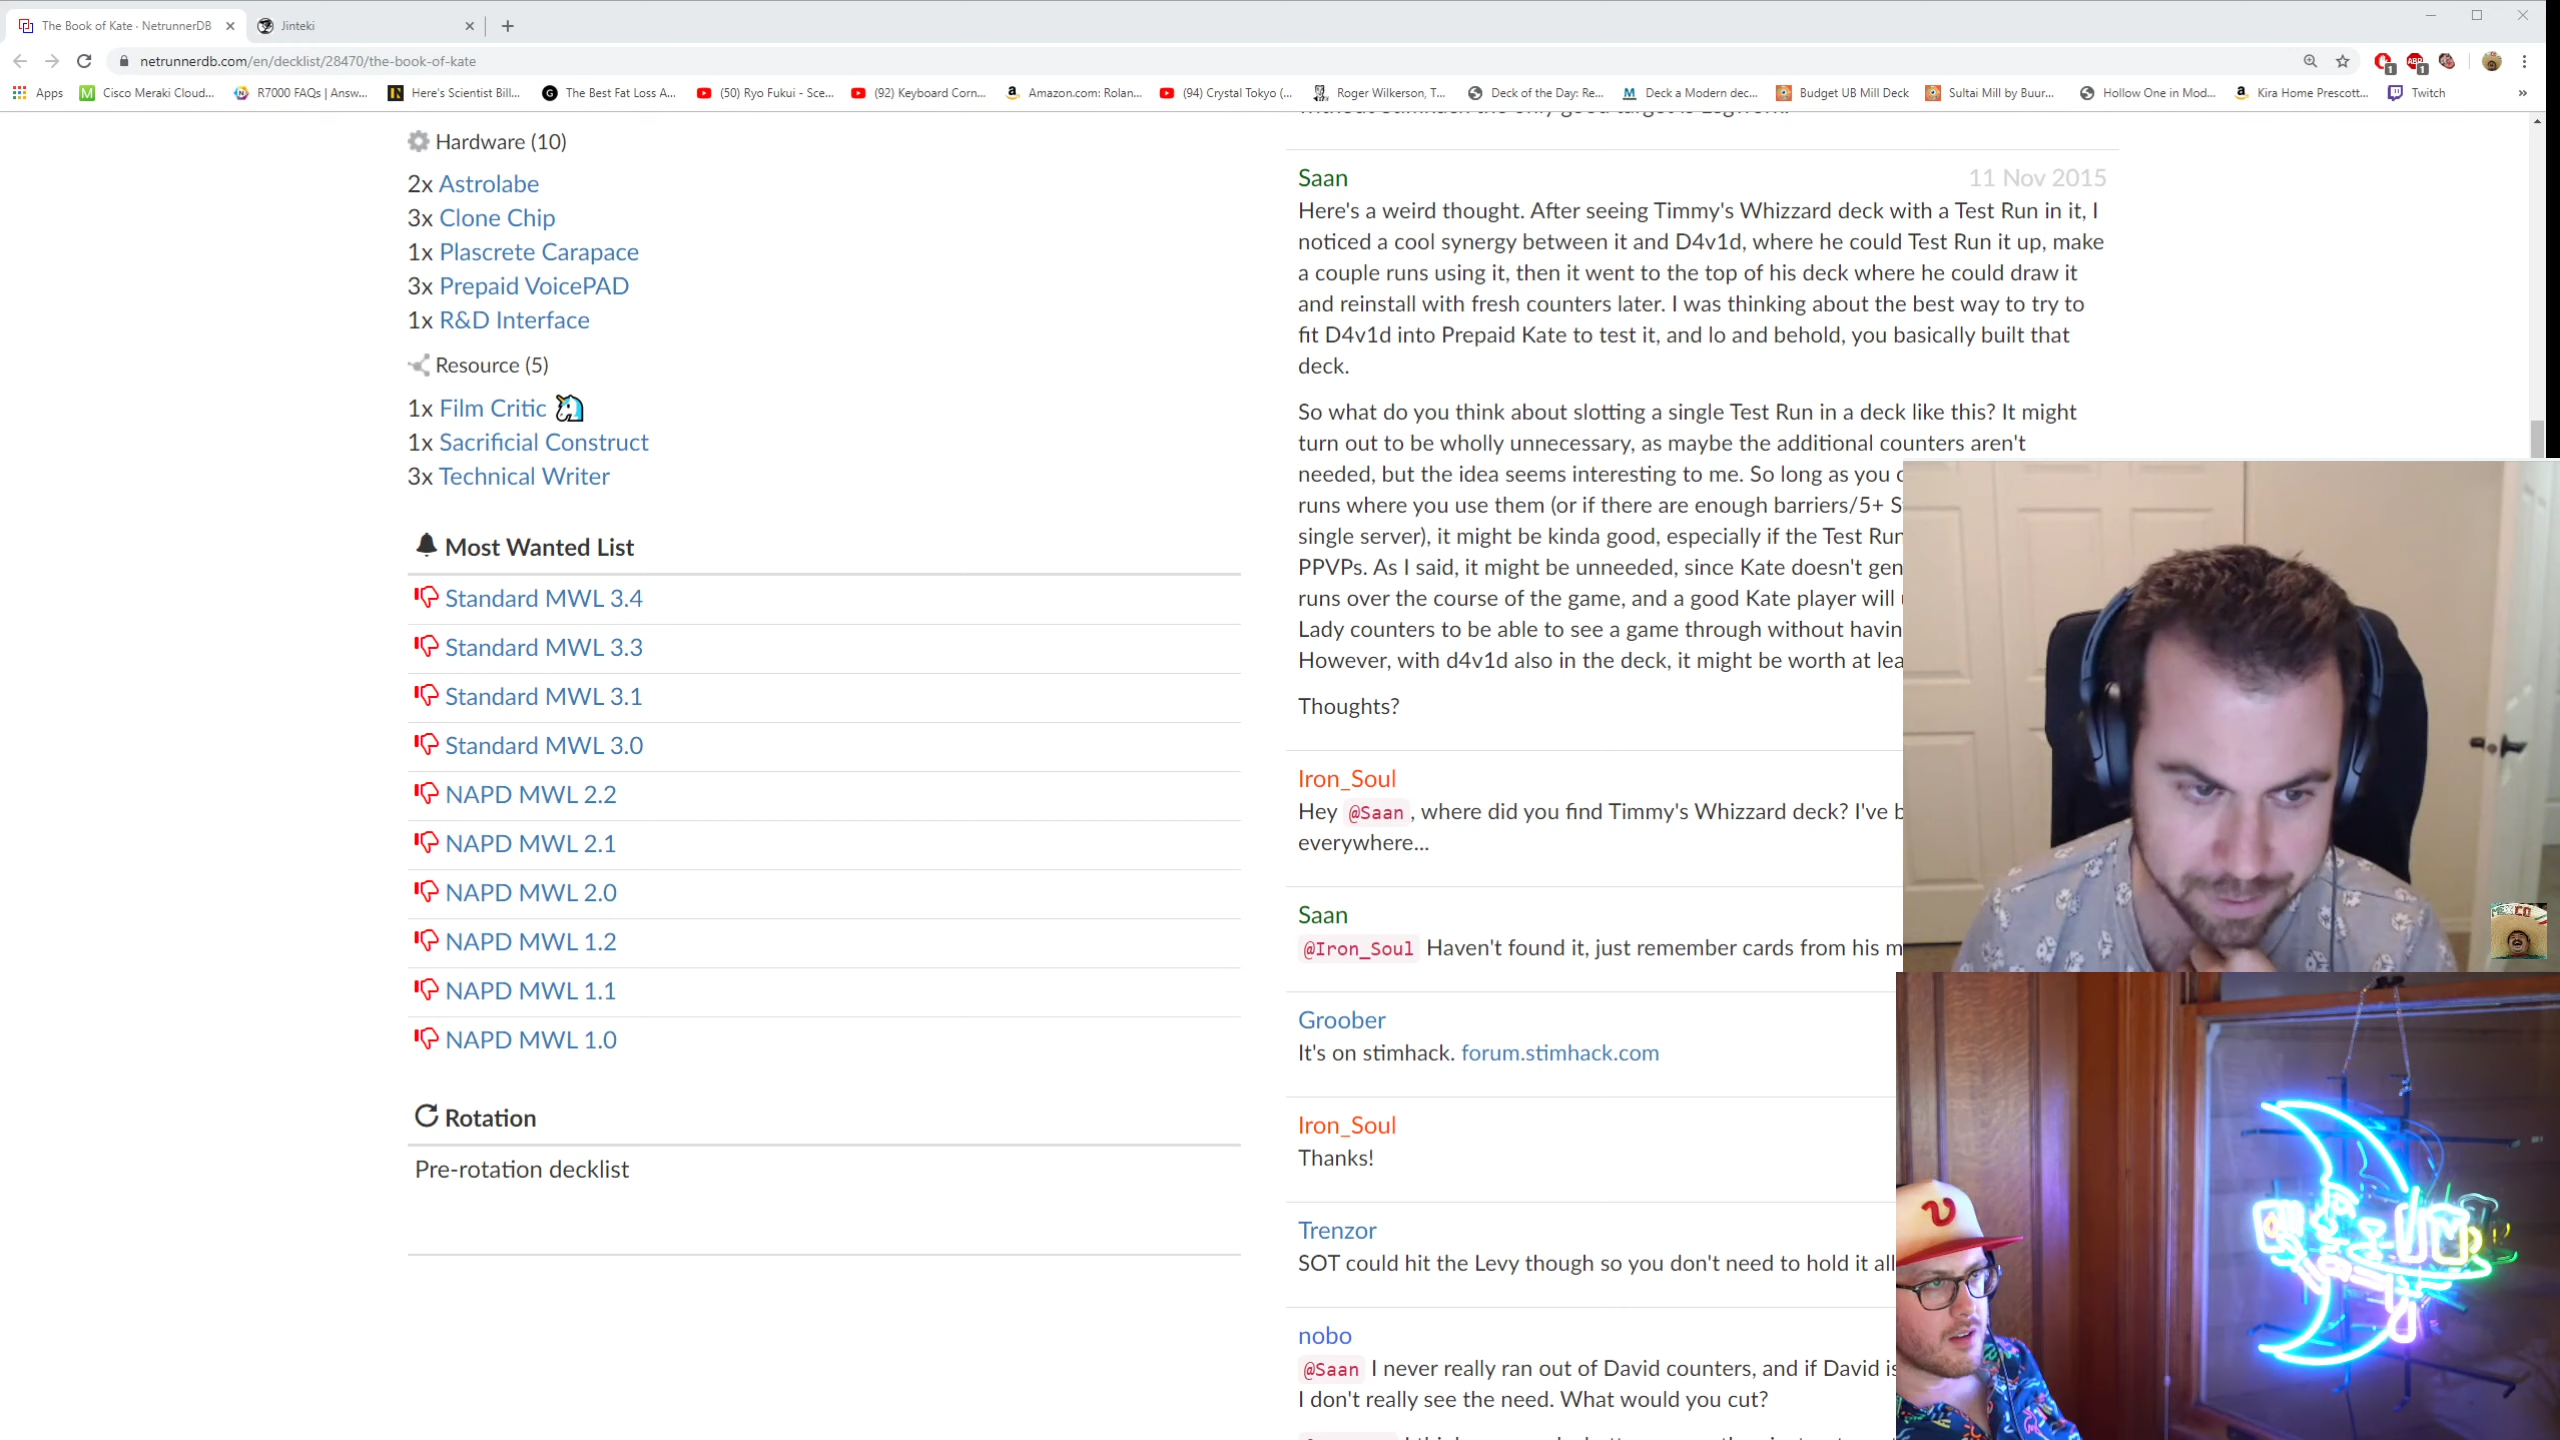 The Book of Kate · NetrunnerDB
Jinteki
netrunnerdb.com/en/decklist/28470/the-book-of-kate
Apps
Cisco Meraki Cloud...
R7000 FAQs | Answ...
Here's Scientist Bill...
The Best Fat Loss A...
(50) Ryo Fukui - Sce...
(92) Keyboard Corn...
Amazon.com: Rolan...
(94) Crystal Tokyo (...
Roger Wilkerson, T...
Deck of the Day: Re...
Deck a Modern dec...
Budget UB Mill Deck
Sultai Mill by Buur...
Hollow One in Mod...
Kira Home Prescott...
Twitch
Hardware (10)
2x Astrolabe
3x Clone Chip
1x Plascrete Carapace
3x Prepaid VoicePAD
1x R&D Interface
Resource (5)
1x Film Critic
1x Sacrificial Construct
3x Technical Writer
Most Wanted List
Standard MWL 3.4
Standard MWL 3.3
Standard MWL 3.1
Standard MWL 3.0
NAPD MWL 2.2
NAPD MWL 2.1
NAPD MWL 2.0
NAPD MWL 1.2
NAPD MWL 1.1
NAPD MWL 1.0
Rotation
Pre-rotation decklist
Saan
11 Nov 2015
Here's a weird thought. After seeing Timmy's Whizzard deck with a Test Run in it, I
noticed a cool synergy between it and D4v1d, where he could Test Run it up, make
a couple runs using it, then it went to the top of his deck where he could draw it
and reinstall with fresh counters later. I was thinking about the best way to try to
fit D4v1d into Prepaid Kate to test it, and lo and behold, you basically built that
deck.
So what do you think about slotting a single Test Run in a deck like this? It might
turn out to be wholly unnecessary, as maybe the additional counters aren't
needed, but the idea seems interesting to me. So long as you
runs where you use them (or if there are enough barriers/5+ S
single server), it might be kinda good, especially if the Test Run
PPVPs. As I said, it might be unneeded, since Kate doesn't gen
runs over the course of the game, and a good Kate player will
Lady counters to be able to see a game through without havin
However, with d4v1d also in the deck, it might be worth at lea
Thoughts?
Iron_Soul
Hey @Saan , where did you find Timmy's Whizzard deck? I've b
everywhere...
Saan
@Iron_Soul Haven't found it, just remember cards from his m
Groober
It's on stimhack. forum.stimhack.com
Iron_Soul
Thanks!
Trenzor
SOT could hit the Levy though so you don't need to hold it all
nobo
@Saan I never really ran out of David counters, and if David is
I don't really see the need. What would you cut?
MEXICO